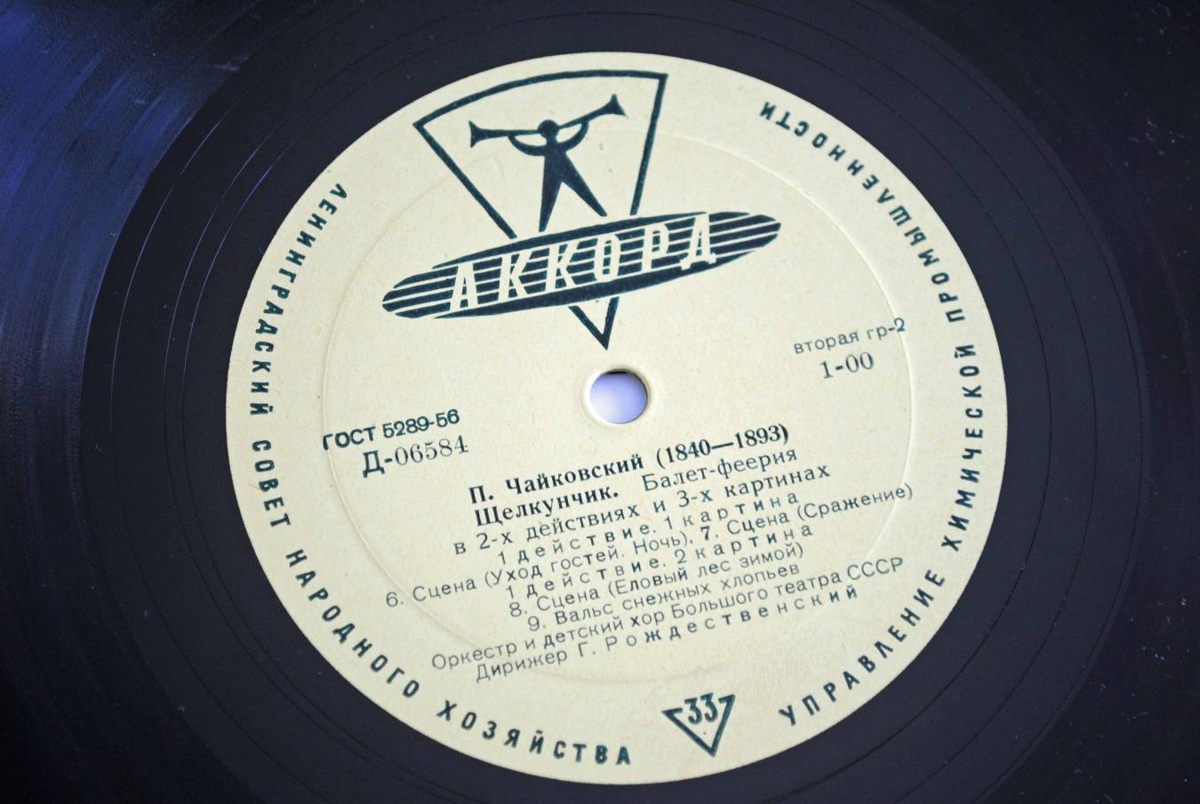 ЛЕНИНГРАДСКИЙ СОВЕТ НАРОДНОГО ХОЗЯЙСТВА
УПРАВЛЕНИЕ ХИМИЧЕСКОЙ ПРОМЫШЛЕННОСТИ
АККОРД
вторая гр-2
1-00
ГОСТ 5289-56
Д-06584
П. Чайковский (1840—1893)
Щелкунчик. Балет-феерия
в 2-х действиях и 3-х картинах
1 действие. 1 картина
6. Сцена (Уход гостей. Ночь), 7. Сцена (Сражение)
1 действие. 2 картина
8. Сцена (Еловый лес зимой)
9. Вальс снежных хлопьев
Оркестр и детский хор Большого театра СССР
Дирижер Г. Рождественский
33